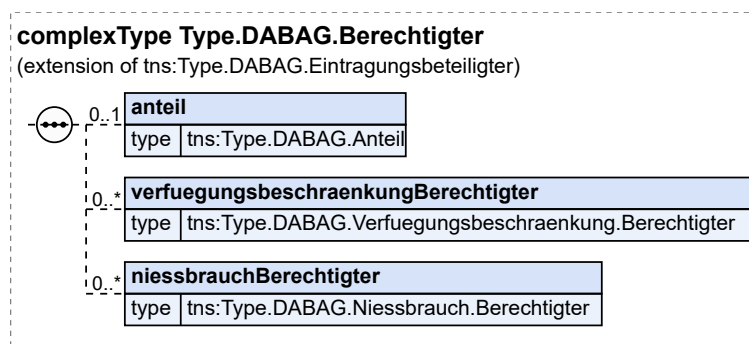 complexType Type.DABAG.Berechtigter
(extension of tns:Type.DABAG.Eintragungsbeteiligter)
0..1 anteil
type tns:Type.DABAG.Anteil
0..* verfuegungsbeschraenkungBerechtigter
type tns:Type.DABAG.Verfuegungsbeschraenkung.Berechtigter
0..* niessbrauchBerechtigter
type tns:Type.DABAG.Niessbrauch.Berechtigter